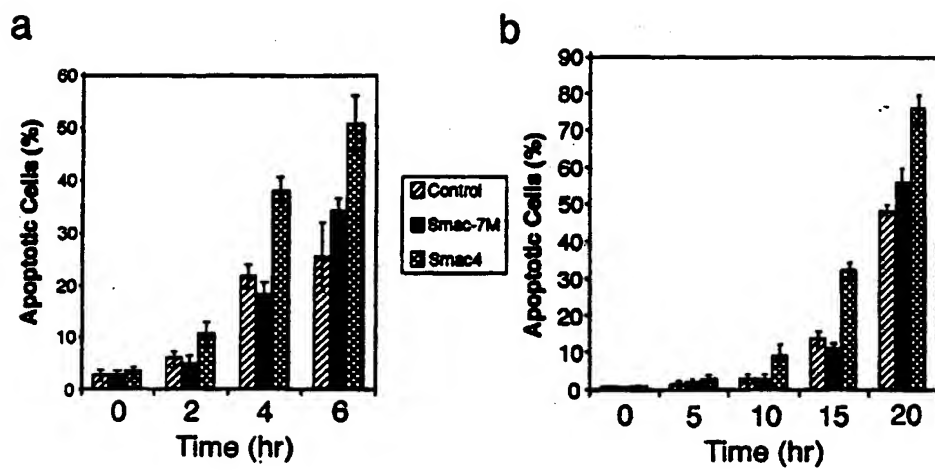 a
Apoptotic Cells (%)
60
50
40
30
20
10
0
0 2 4 6
Time (hr)
Control
Smac-7M
Smac4
b
Apoptotic Cells (%)
90
80
70
60
50
40
30
20
10
0
0 5 10 15 20
Time (hr)